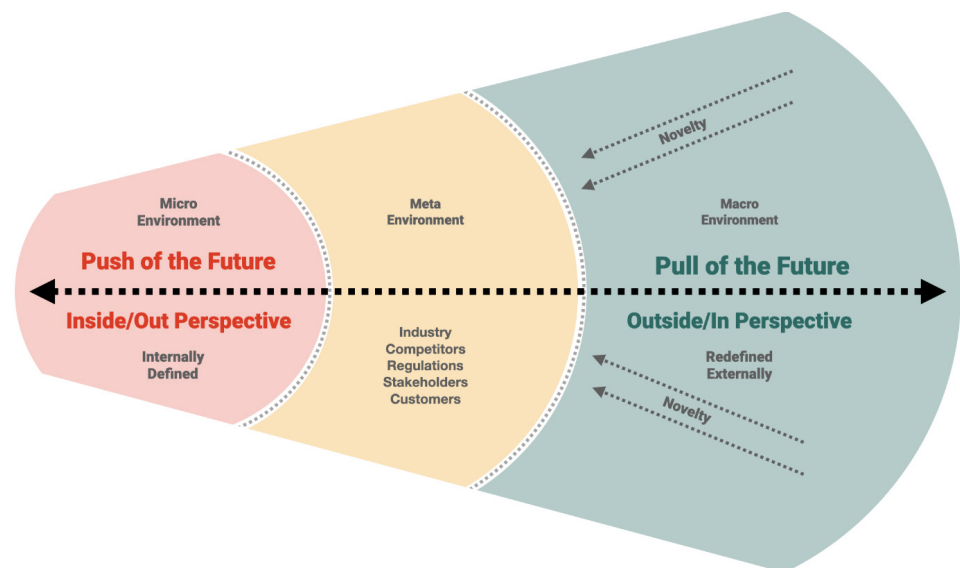 Micro
Environment
Push of the Future
Inside/Out Perspective
Internally
Defined
Meta
Environment
Industry
Competitors
Regulations
Stakeholders
Customers
Novelty
Macro
Environment
Pull of the Future
Outside/In Perspective
Redefined
Externally
Novelty